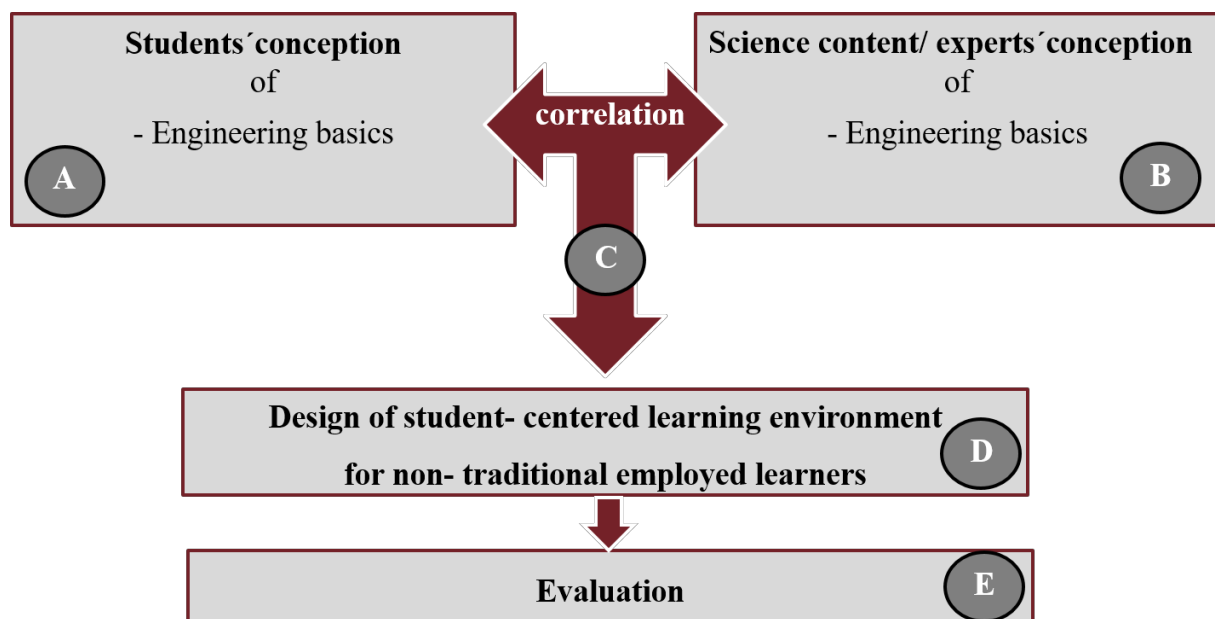 Students´conception
of
- Engineering basics
A
correlation
Science content/ experts´conception
of
- Engineering basics
B
C
Design of student- centered learning environment
for non- traditional employed learners
D
Evaluation
E